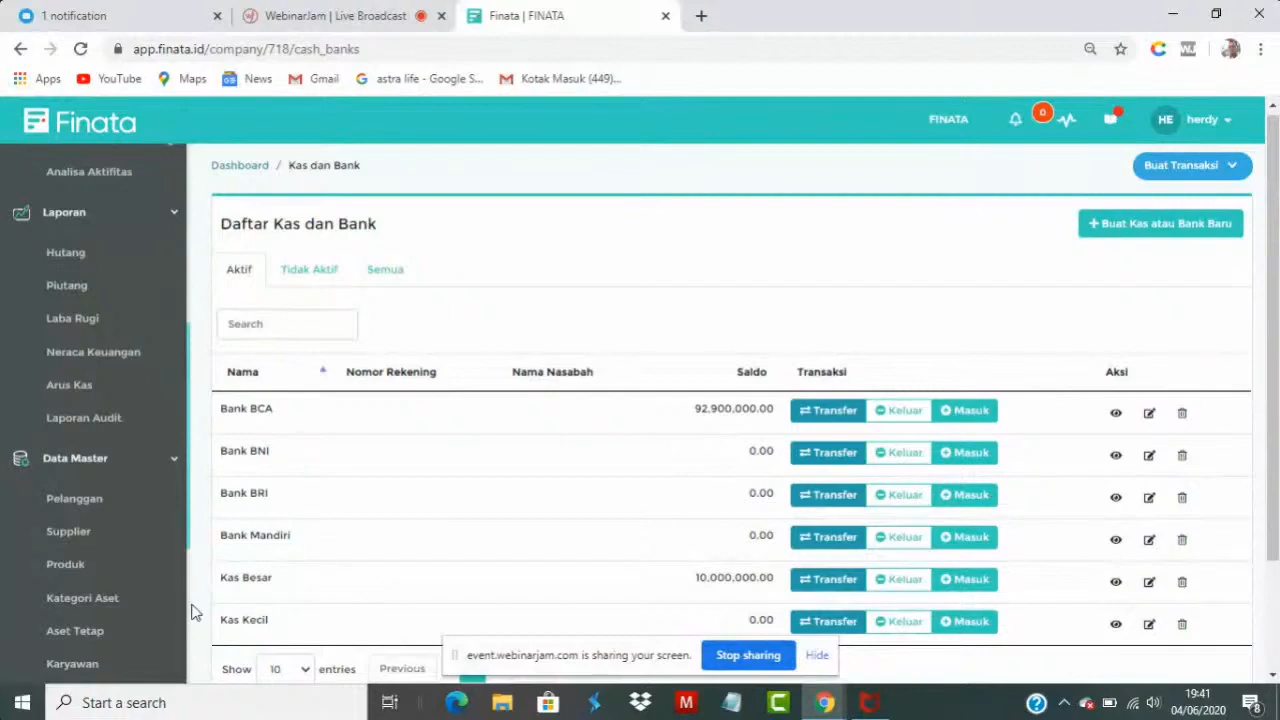 1 notification
WebinarJam | Live Broadcast
Finata | FINATA
app.finata.id/company/718/cash_banks
Apps YouTube Maps News Gmail astra life - Google S... Kotak Masuk (449)...
Finata
FINATA 0 HE herdy
Analisa Aktifitas
Laporan
Hutang
Piutang
Laba Rugi
Neraca Keuangan
Arus Kas
Laporan Audit
Data Master
Pelanggan
Supplier
Produk
Kategori Aset
Aset Tetap
Karyawan
Dashboard / Kas dan Bank
Buat Transaksi
Daftar Kas dan Bank
+ Buat Kas atau Bank Baru
Aktif Tidak Aktif Semua
Search
Nama Nomor Rekening Nama Nasabah Saldo Transaksi Aksi
Bank BCA 92,900,000.00 Transfer Keluar Masuk
Bank BNI 0.00 Transfer Keluar Masuk
Bank BRI 0.00 Transfer Keluar Masuk
Bank Mandiri 0.00 Transfer Keluar Masuk
Kas Besar 10,000,000.00 Transfer Keluar Masuk
Kas Kecil 0.00 Transfer Keluar Masuk
Show 10 entries Previous
event.webinarjam.com is sharing your screen. Stop sharing Hide
Start a search
19:41
04/06/2020
8